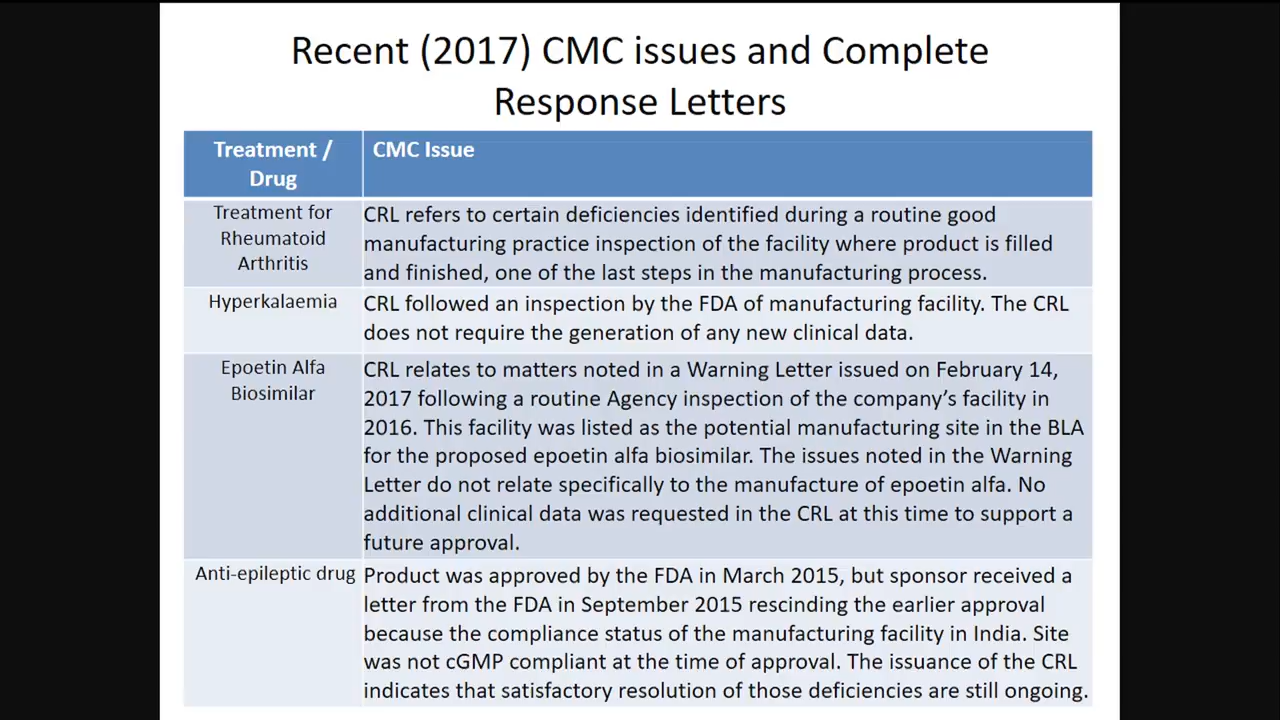 Recent (2017) CMC issues and Complete
Response Letters
Treatment /
Drug
CMC Issue
Treatment for
Rheumatoid
Arthritis
CRL refers to certain deficiencies identified during a routine good
manufacturing practice inspection of the facility where product is filled
and finished, one of the last steps in the manufacturing process.
Hyperkalaemia
CRL followed an inspection by the FDA of manufacturing facility. The CRL
does not require the generation of any new clinical data.
Epoetin Alfa
Biosimilar
CRL relates to matters noted in a Warning Letter issued on February 14,
2017 following a routine Agency inspection of the company's facility in
2016. This facility was listed as the potential manufacturing site in the BLA
for the proposed epoetin alfa biosimilar. The issues noted in the Warning
Letter do not relate specifically to the manufacture of epoetin alfa. No
additional clinical data was requested in the CRL at this time to support a
future approval.
Anti-epileptic drug
Product was approved by the FDA in March 2015, but sponsor received a
letter from the FDA in September 2015 rescinding the earlier approval
because the compliance status of the manufacturing facility in India. Site
was not cGMP compliant at the time of approval. The issuance of the CRL
indicates that satisfactory resolution of those deficiencies are still ongoing.